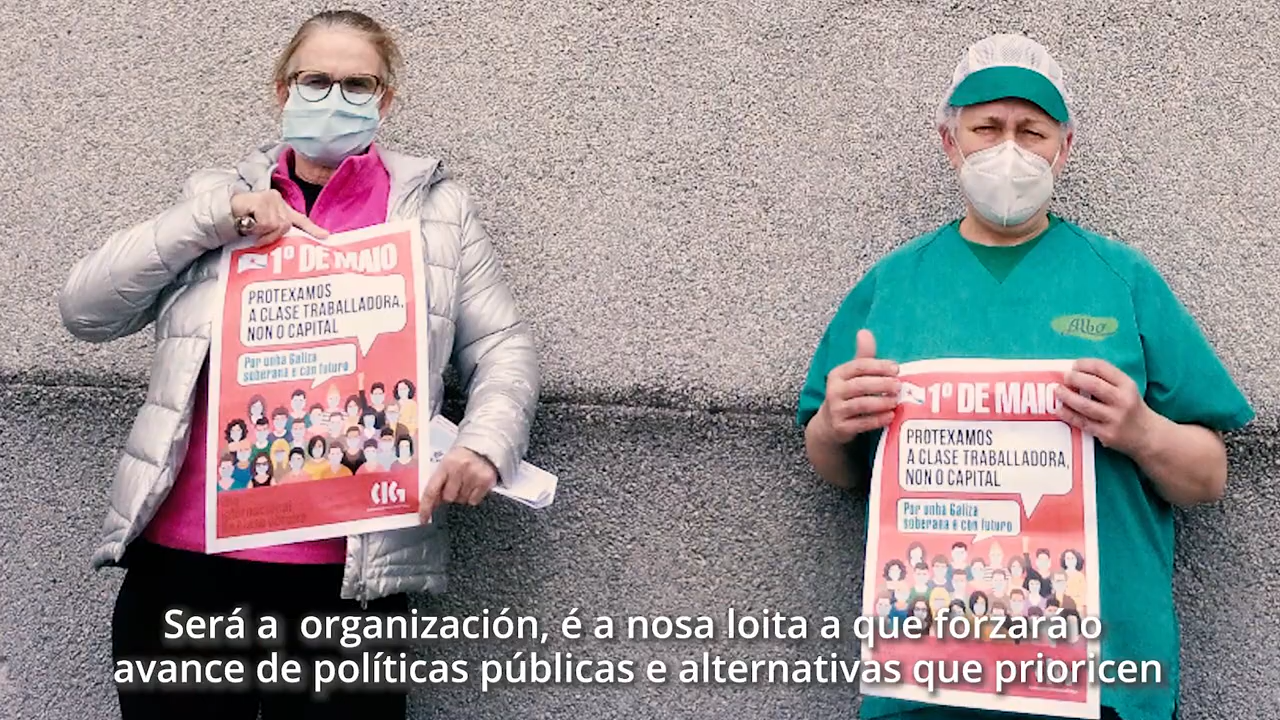 1º DE MAIO
PROTEXAMOS
A CLASE TRABALLADORA,
NON O CAPITAL
Por unha Galiza
soberana e con futuro
CIG
Alba
1º DE MAIO
PROTEXAMOS
A CLASE TRABALLADORA,
NON O CAPITAL
Por unha Galiza
soberana e con futuro
Será a organización, é a nosa loita a que forzará o
avance de políticas públicas e alternativas que prioricen